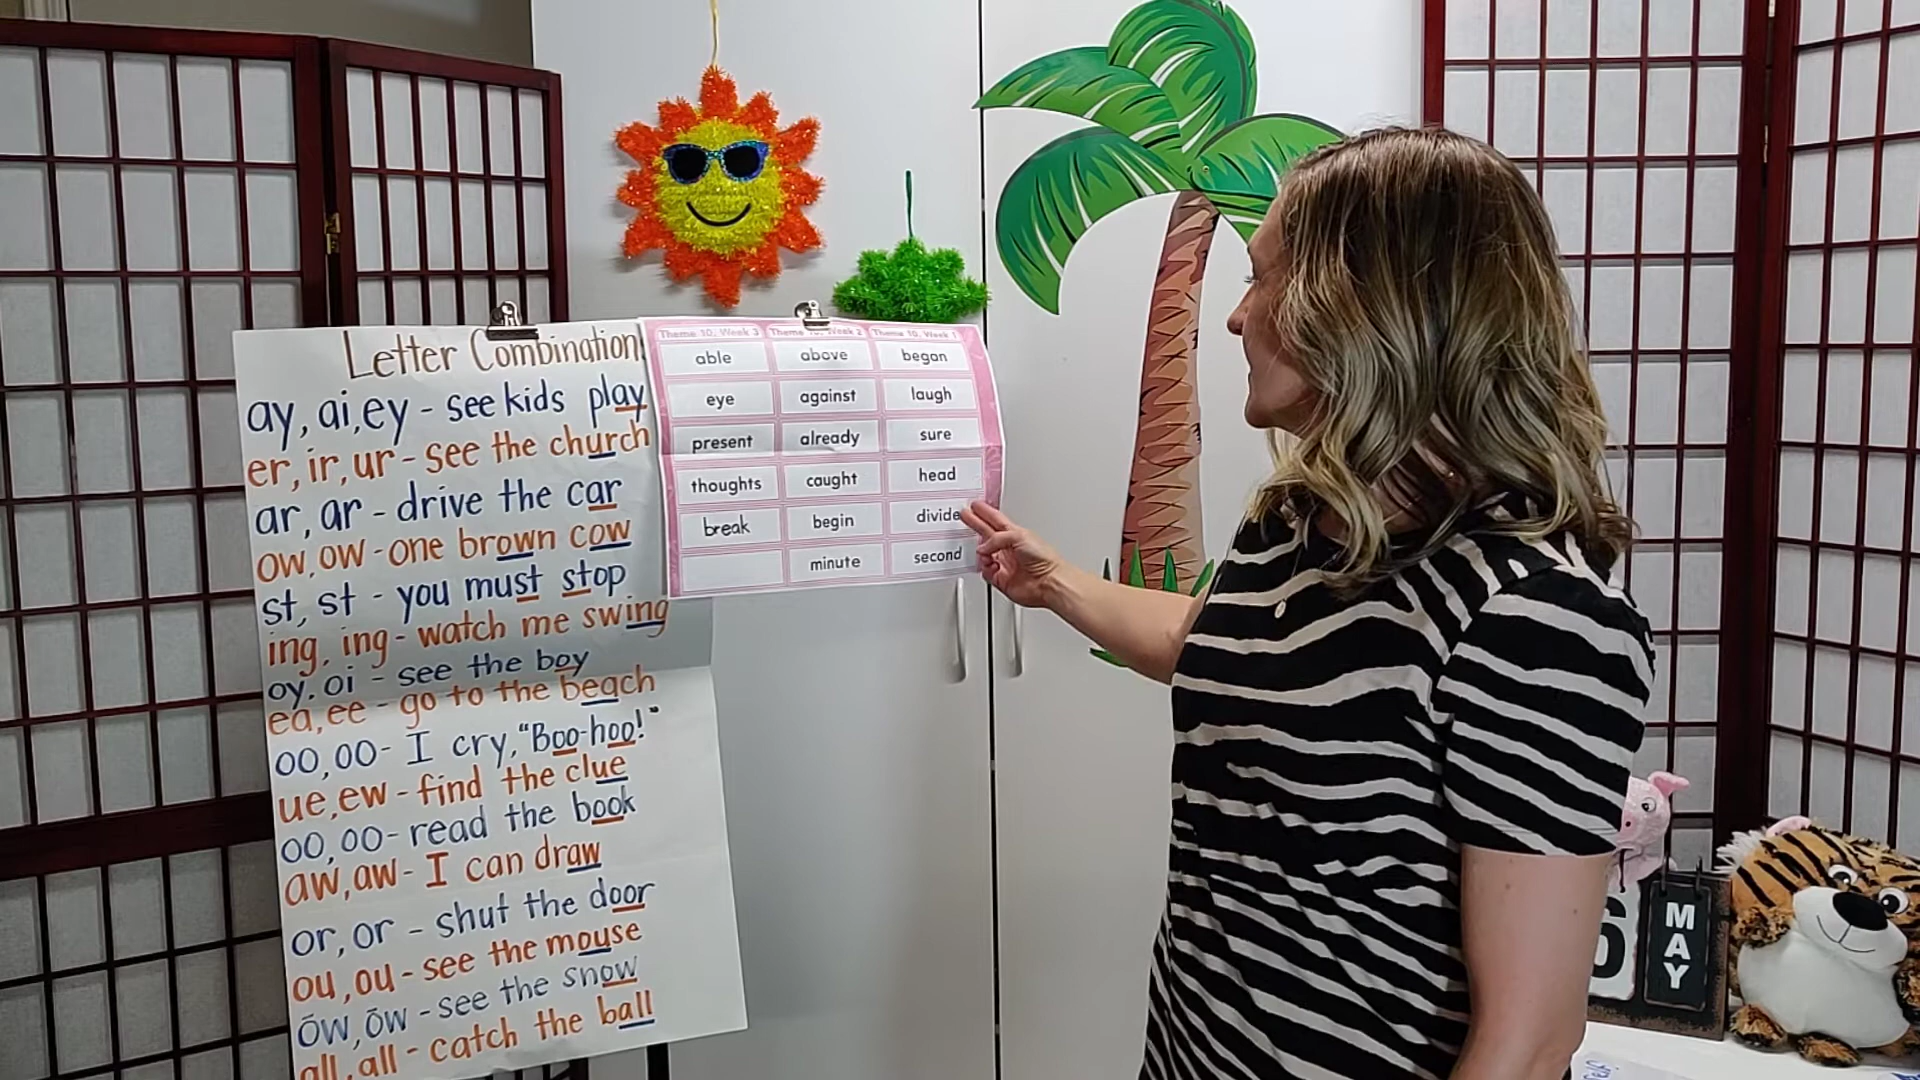 Letter Combination
ay, ai, ey - see kids play
er, ir, ur - see the church
ar, ar - drive the car
ow, ow - one brown cow
st, st - you must stop
ing, ing - watch me swing
oy, oi - see the boy
ea, ee - go to the beach
oo, oo - I cry, "Boo-hoo!"
ue, ew - find the clue
oo, oo - read the book
aw, aw - I can draw
or, or - shut the door
ou, ou - see the mouse
ōw, ōw - see the snow
all, all - catch the ball
Theme 10, Week 3 Theme 10, Week 2 Theme 10, Week 1
able above began
eye against laugh
present already sure
thoughts caught head
break begin divide
minute second
6 MAY